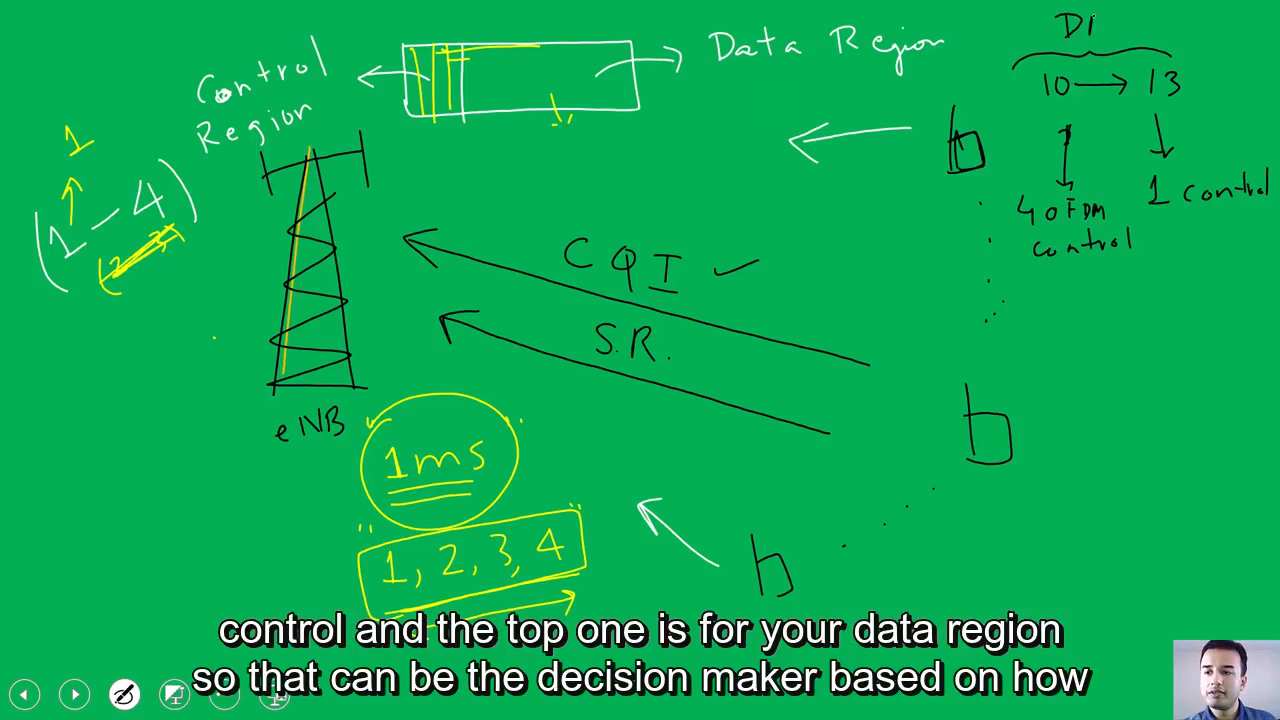 Control
Region
Data Region
DI
10 → 13
4 OFDM
control
1 control
1
(1 – 4)
(2 3)
CQI ✓
S.R.
eNB
1ms
1, 2, 3, 4
control and the top one is for your data region
so that can be the decision maker based on how